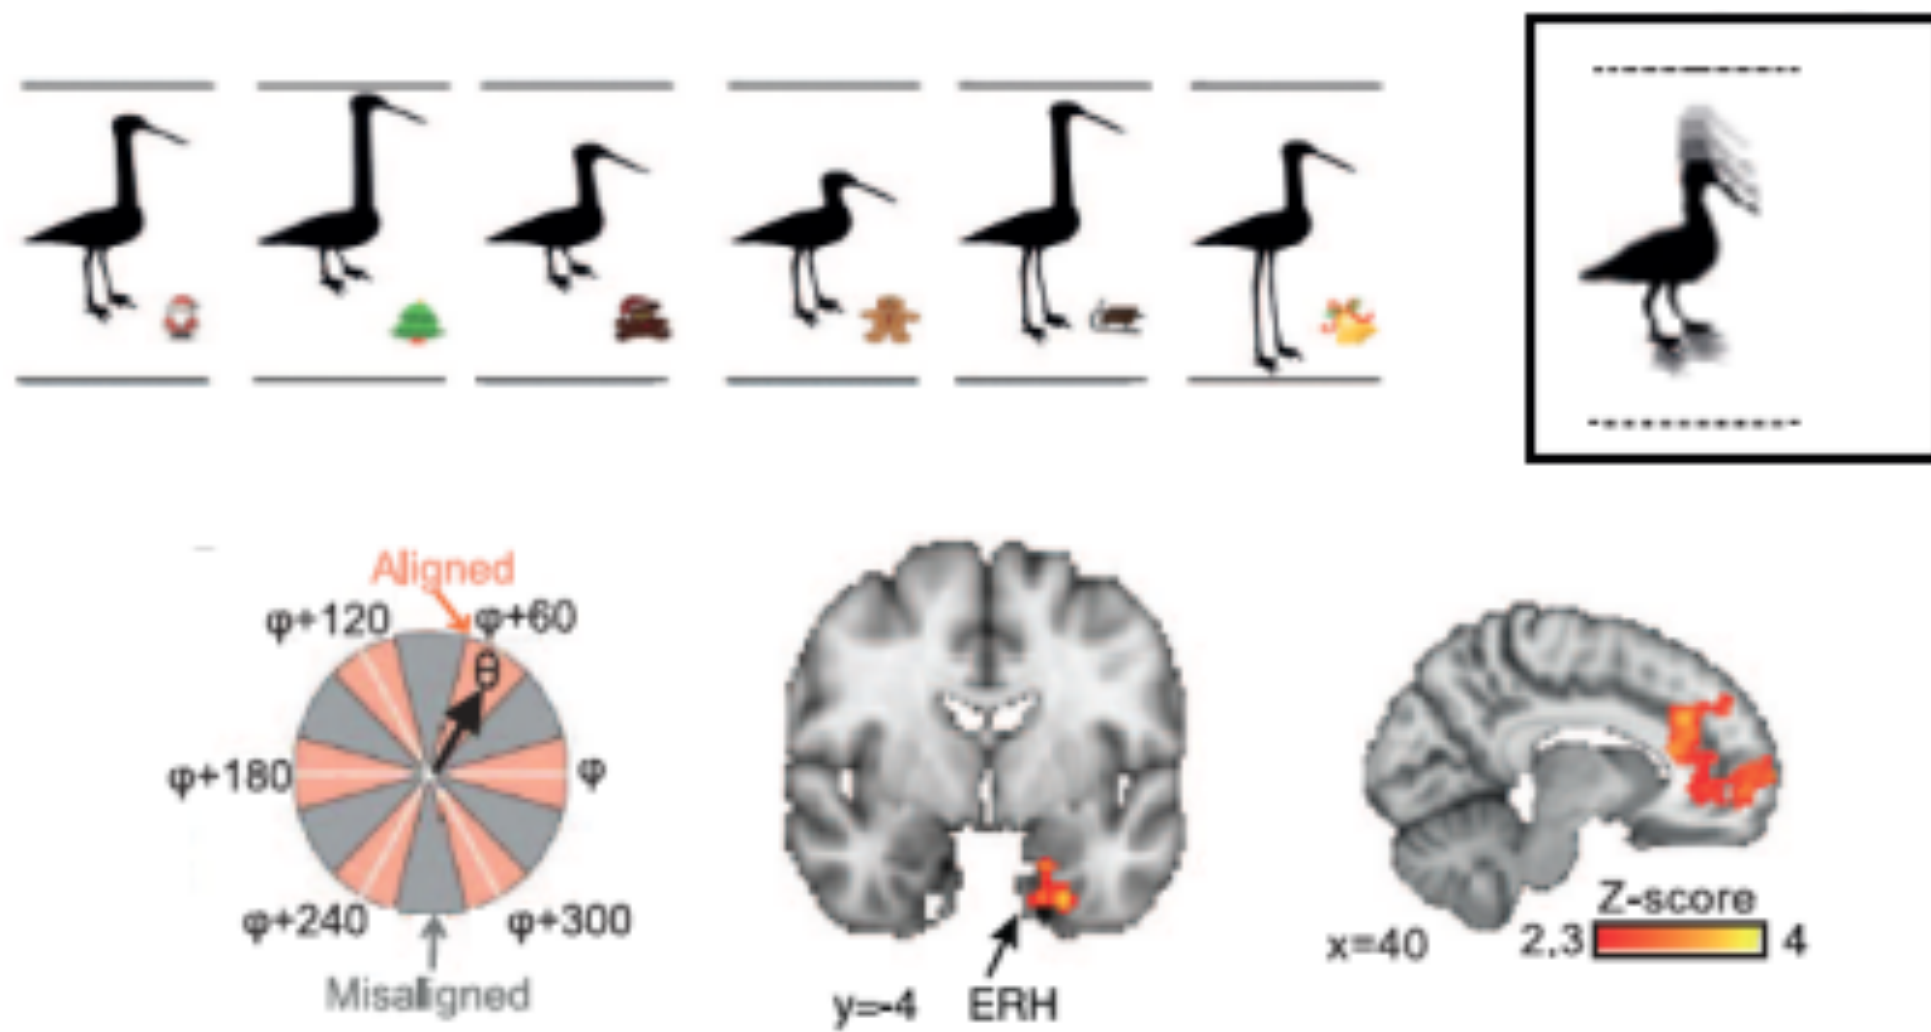 Aligned
φ+120
φ+60
θ
φ+180
φ
φ+240
φ+300
Misaligned
y=-4
ERH
x=40
Z-score
2.3
4